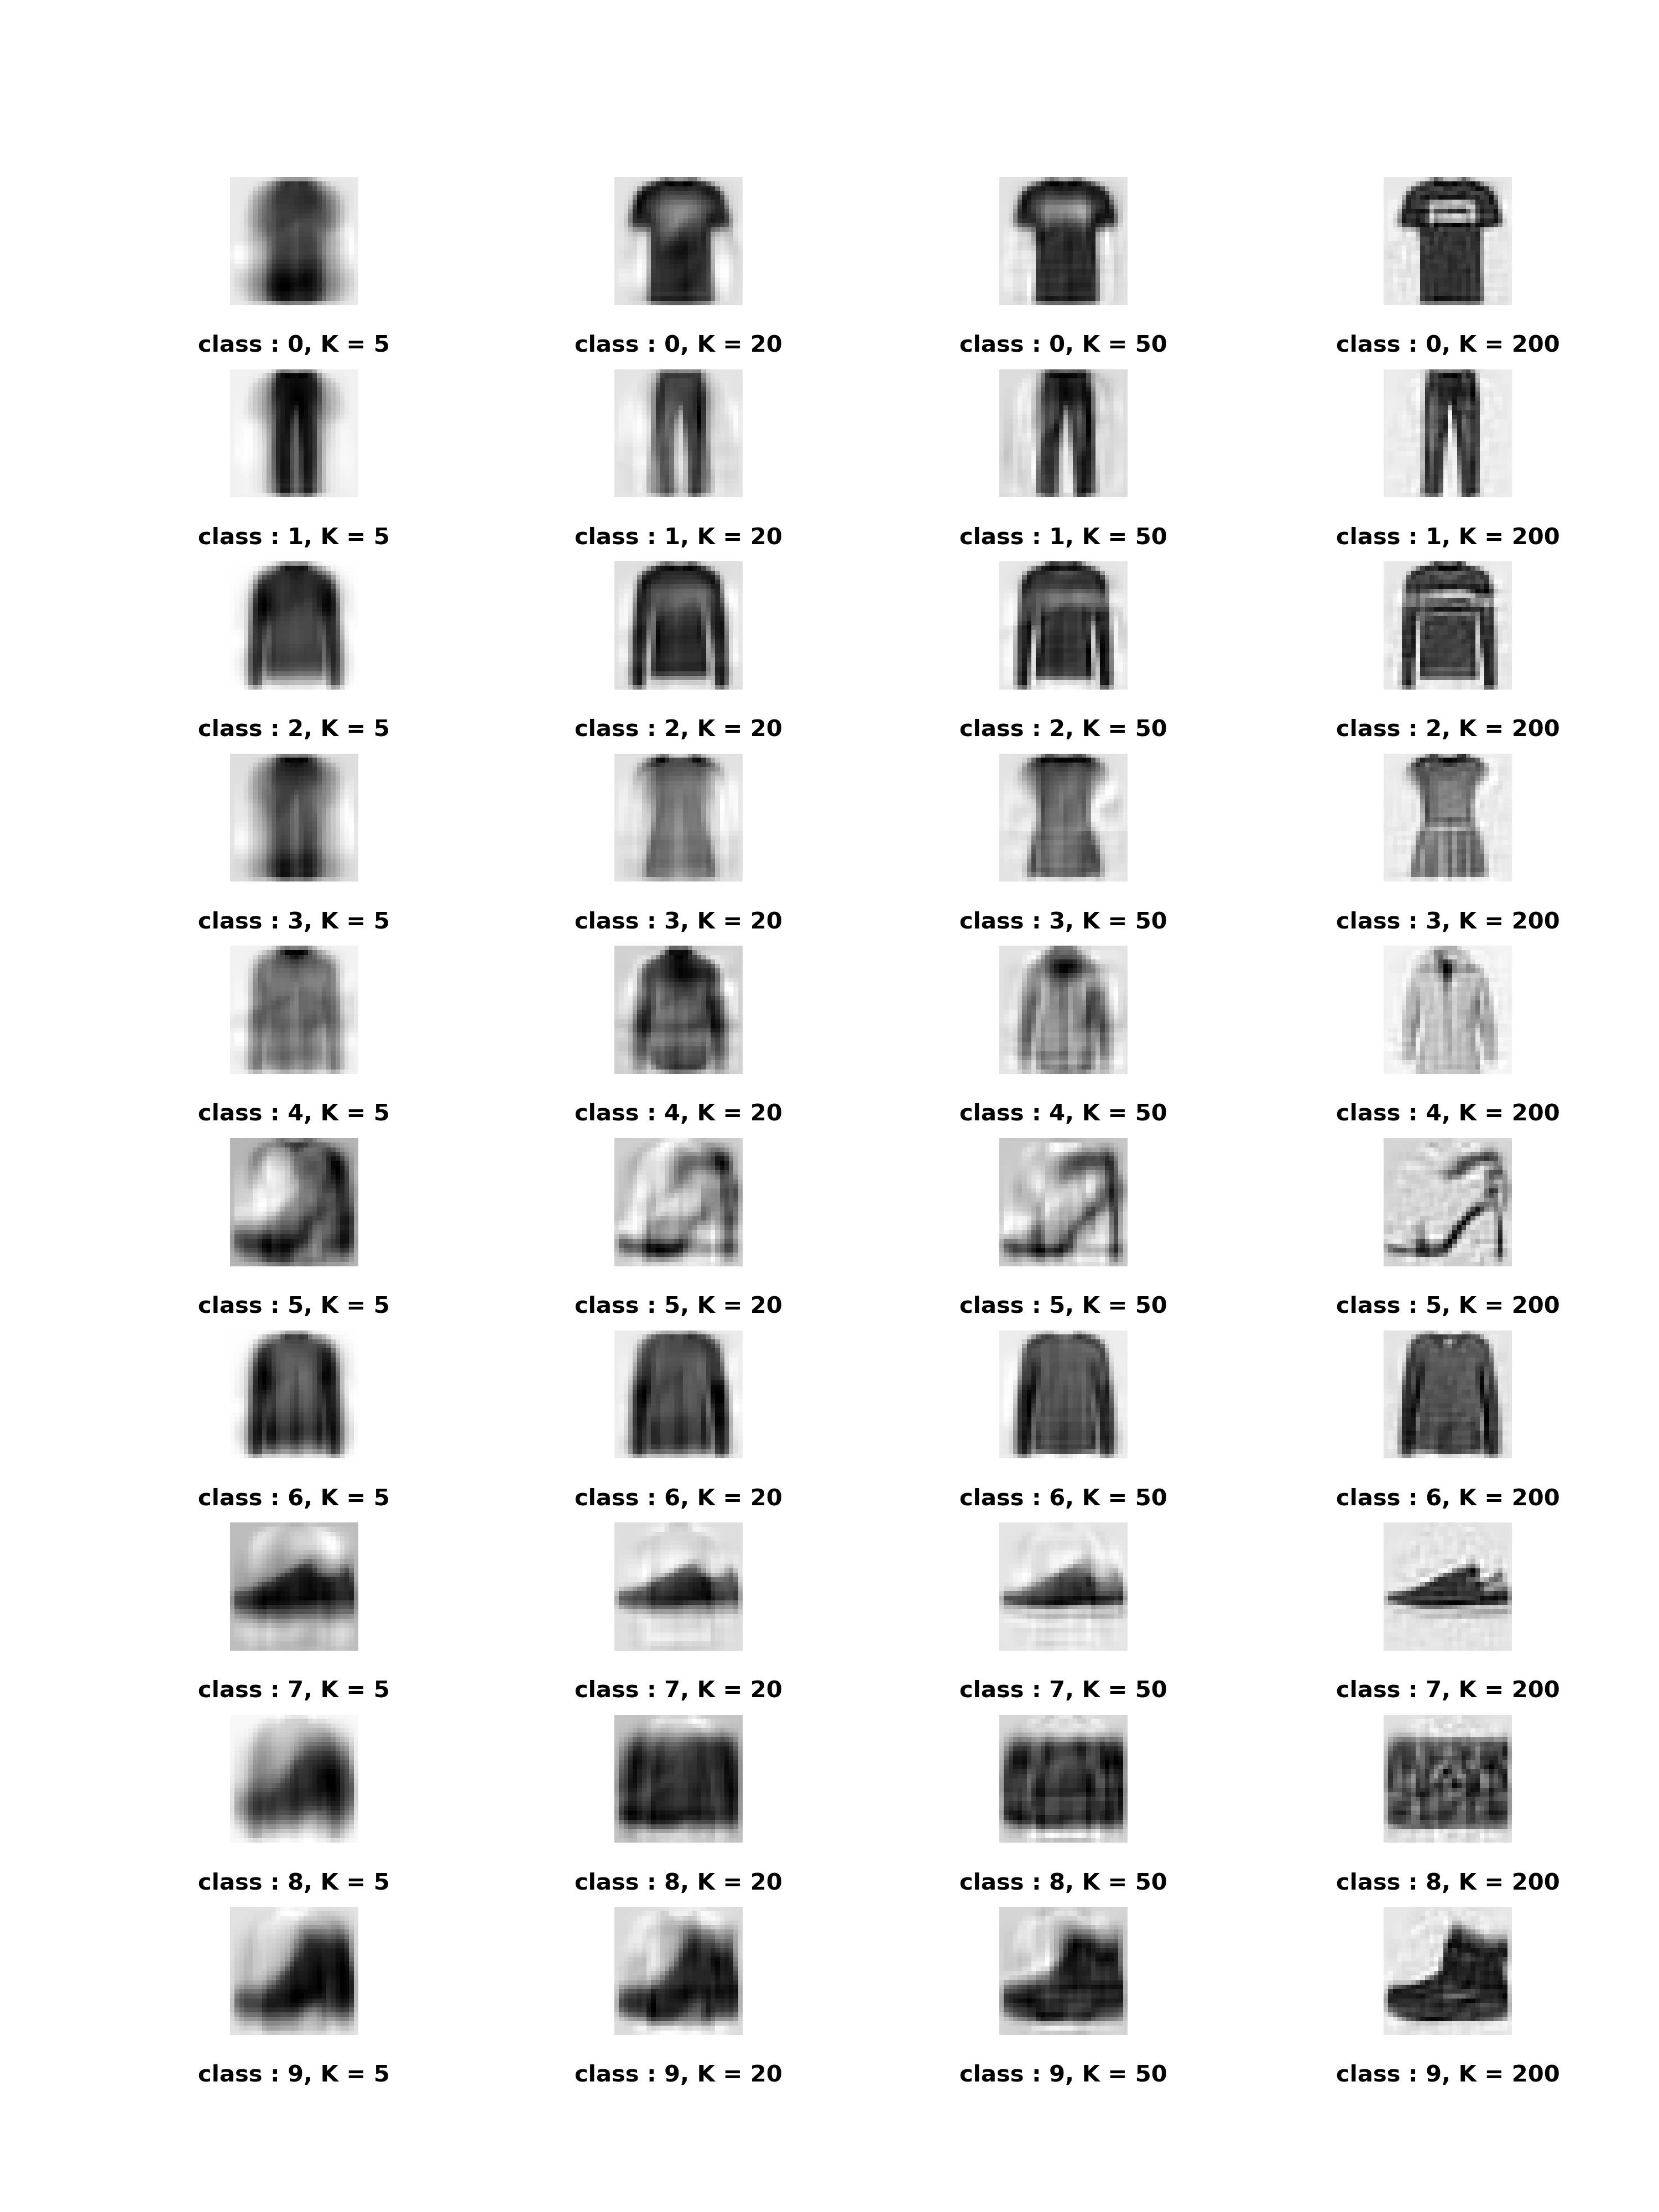 class : 0, K = 5 class : 0, K = 20 class : 0, K = 50 class : 0, K = 200
class : 1, K = 5 class : 1, K = 20 class : 1, K = 50 class : 1, K = 200
class : 2, K = 5 class : 2, K = 20 class : 2, K = 50 class : 2, K = 200
class : 3, K = 5 class : 3, K = 20 class : 3, K = 50 class : 3, K = 200
class : 4, K = 5 class : 4, K = 20 class : 4, K = 50 class : 4, K = 200
class : 5, K = 5 class : 5, K = 20 class : 5, K = 50 class : 5, K = 200
class : 6, K = 5 class : 6, K = 20 class : 6, K = 50 class : 6, K = 200
class : 7, K = 5 class : 7, K = 20 class : 7, K = 50 class : 7, K = 200
class : 8, K = 5 class : 8, K = 20 class : 8, K = 50 class : 8, K = 200
class : 9, K = 5 class : 9, K = 20 class : 9, K = 50 class : 9, K = 200